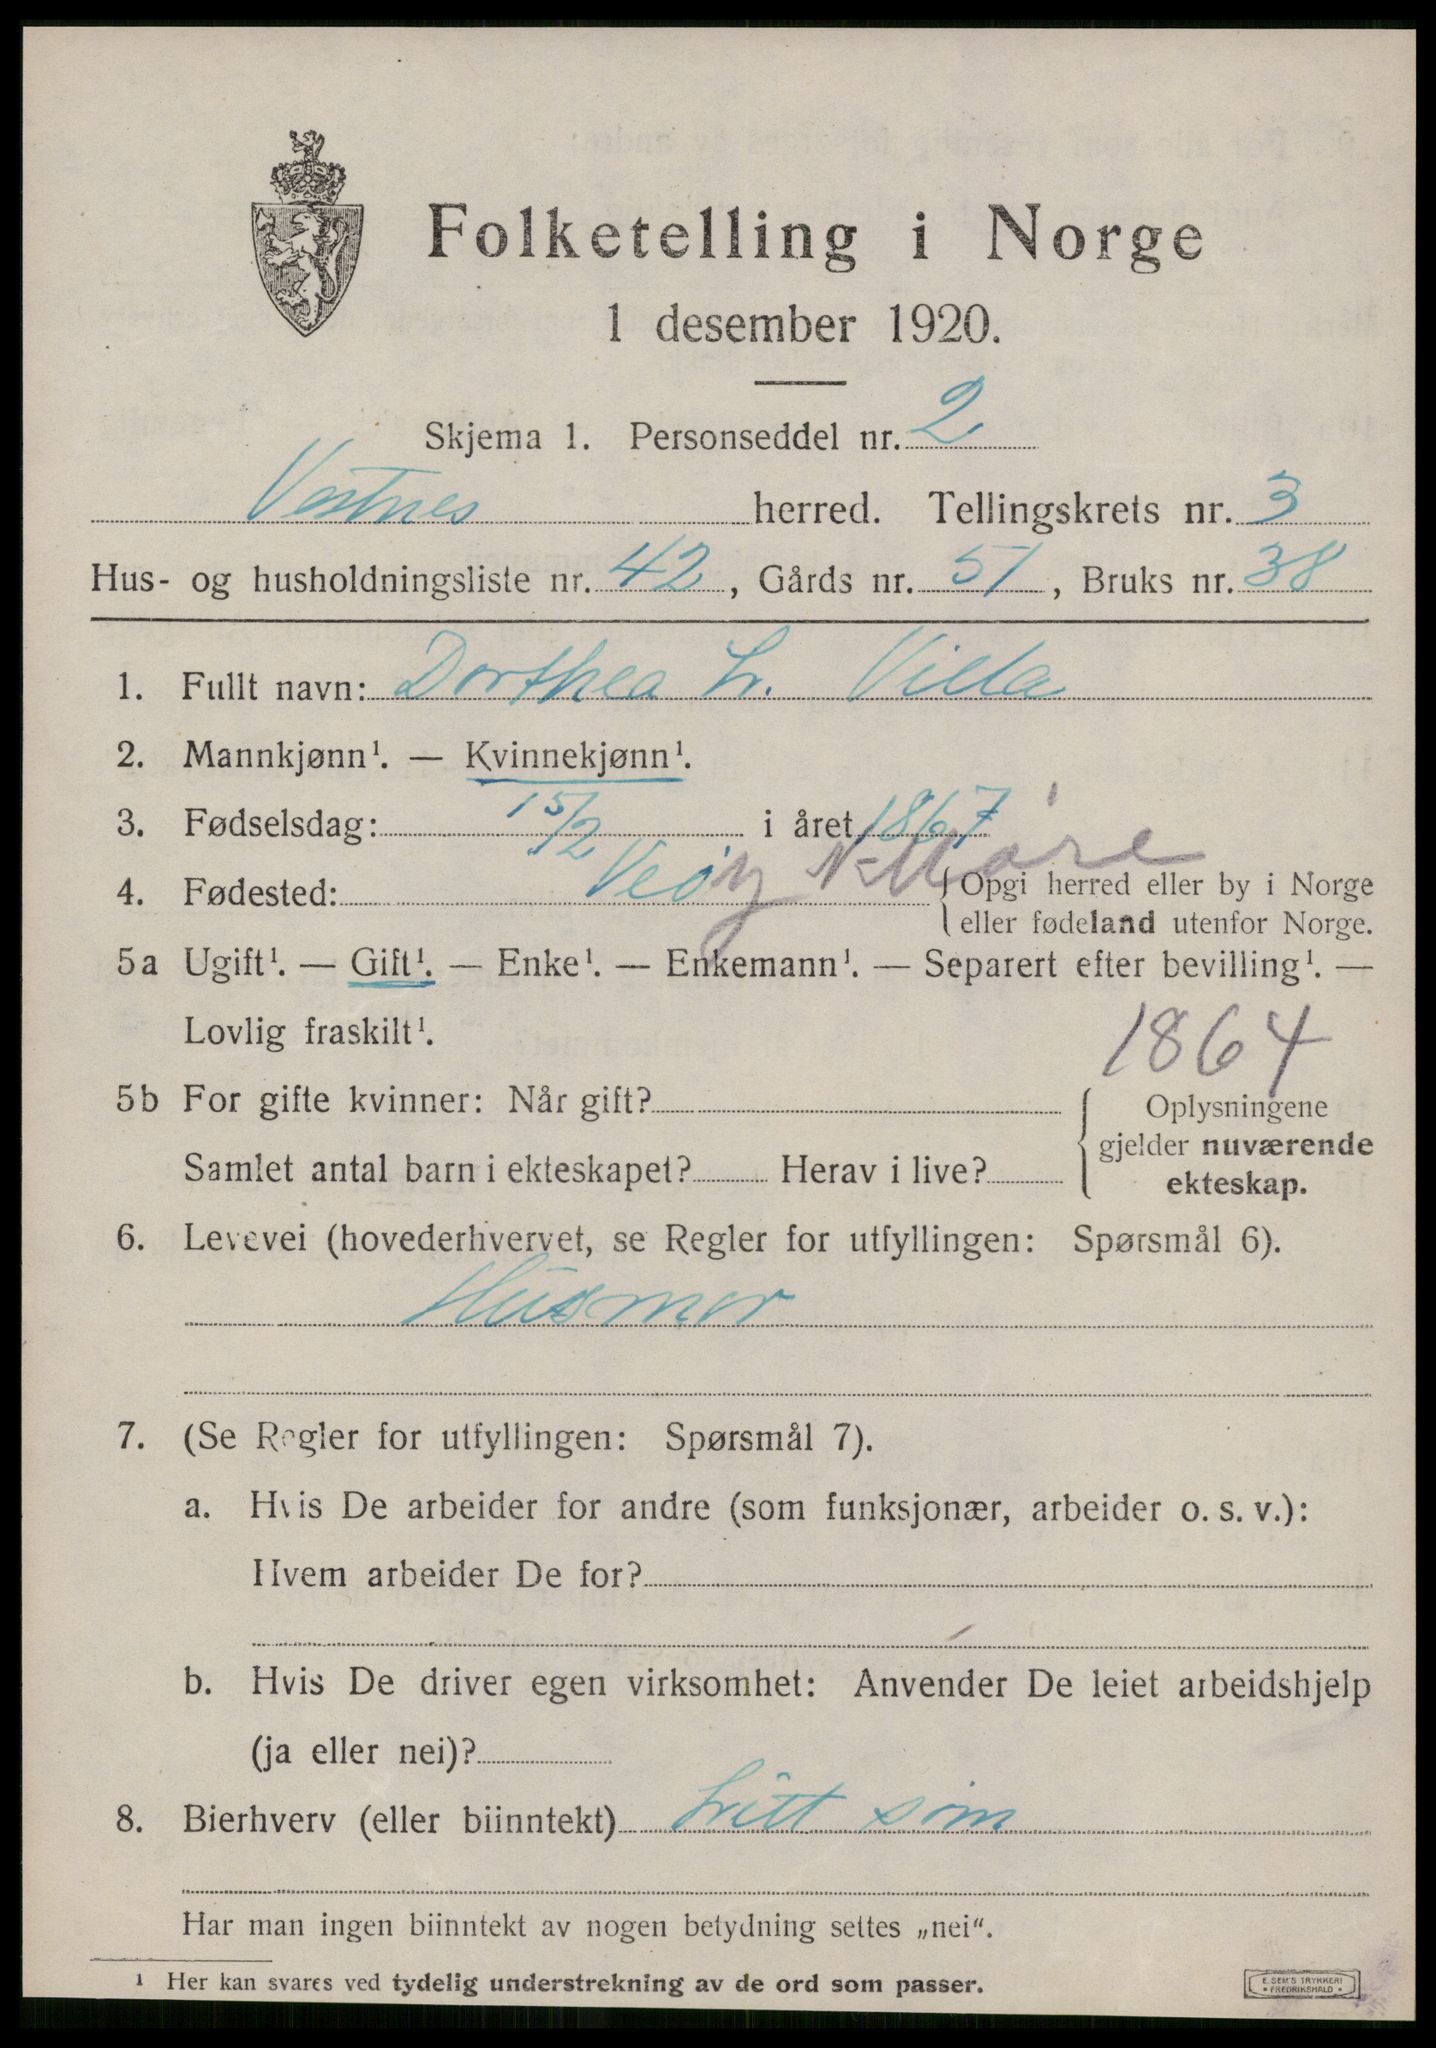 Folketelling i Norge
1 desember 1920.
Skjema 1. Personseddel nr. 2
Vestnes herred. Tellingskrets nr. 3
Hus- og husholdningsliste nr. 42, Gårds nr. 51, Bruks nr. 38
1. Fullt navn: Dorthea L. Villa
2. Mannkjønn¹. — Kvinnekjønn¹.
3. Fødselsdag: 15/2 i året 1867
4. Fødested: Veøy N-Møre {Opgi herred eller by i Norge
eller fødeland utenfor Norge.
5a Ugift¹. — Gift¹. — Enke¹. — Enkemann¹. — Separert efter bevilling¹. —
Lovlig fraskilt¹.
1864
5b For gifte kvinner: Når gift?
Samlet antal barn i ekteskapet? Herav i live?
{Oplysningene
gjelder nuværende
ekteskap.
6. Levevei (hovederhvervet, se Regler for utfyllingen: Spørsmål 6).
Husmor
7. (Se Regler for utfyllingen: Spørsmål 7).
a. Hvis De arbeider for andre (som funksjonær, arbeider o. s. v.):
Hvem arbeider De for?
b. Hvis De driver egen virksomhet: Anvender De leiet arbeidshjelp
(ja eller nei)?
8. Bierhverv (eller biinntekt) Litt søm
Har man ingen biinntekt av nogen betydning settes „nei“.
¹ Her kan svares ved tydelig understrekning av de ord som passer.
E. SEM'S TRYKKERI
• FREDRIKSHALD •